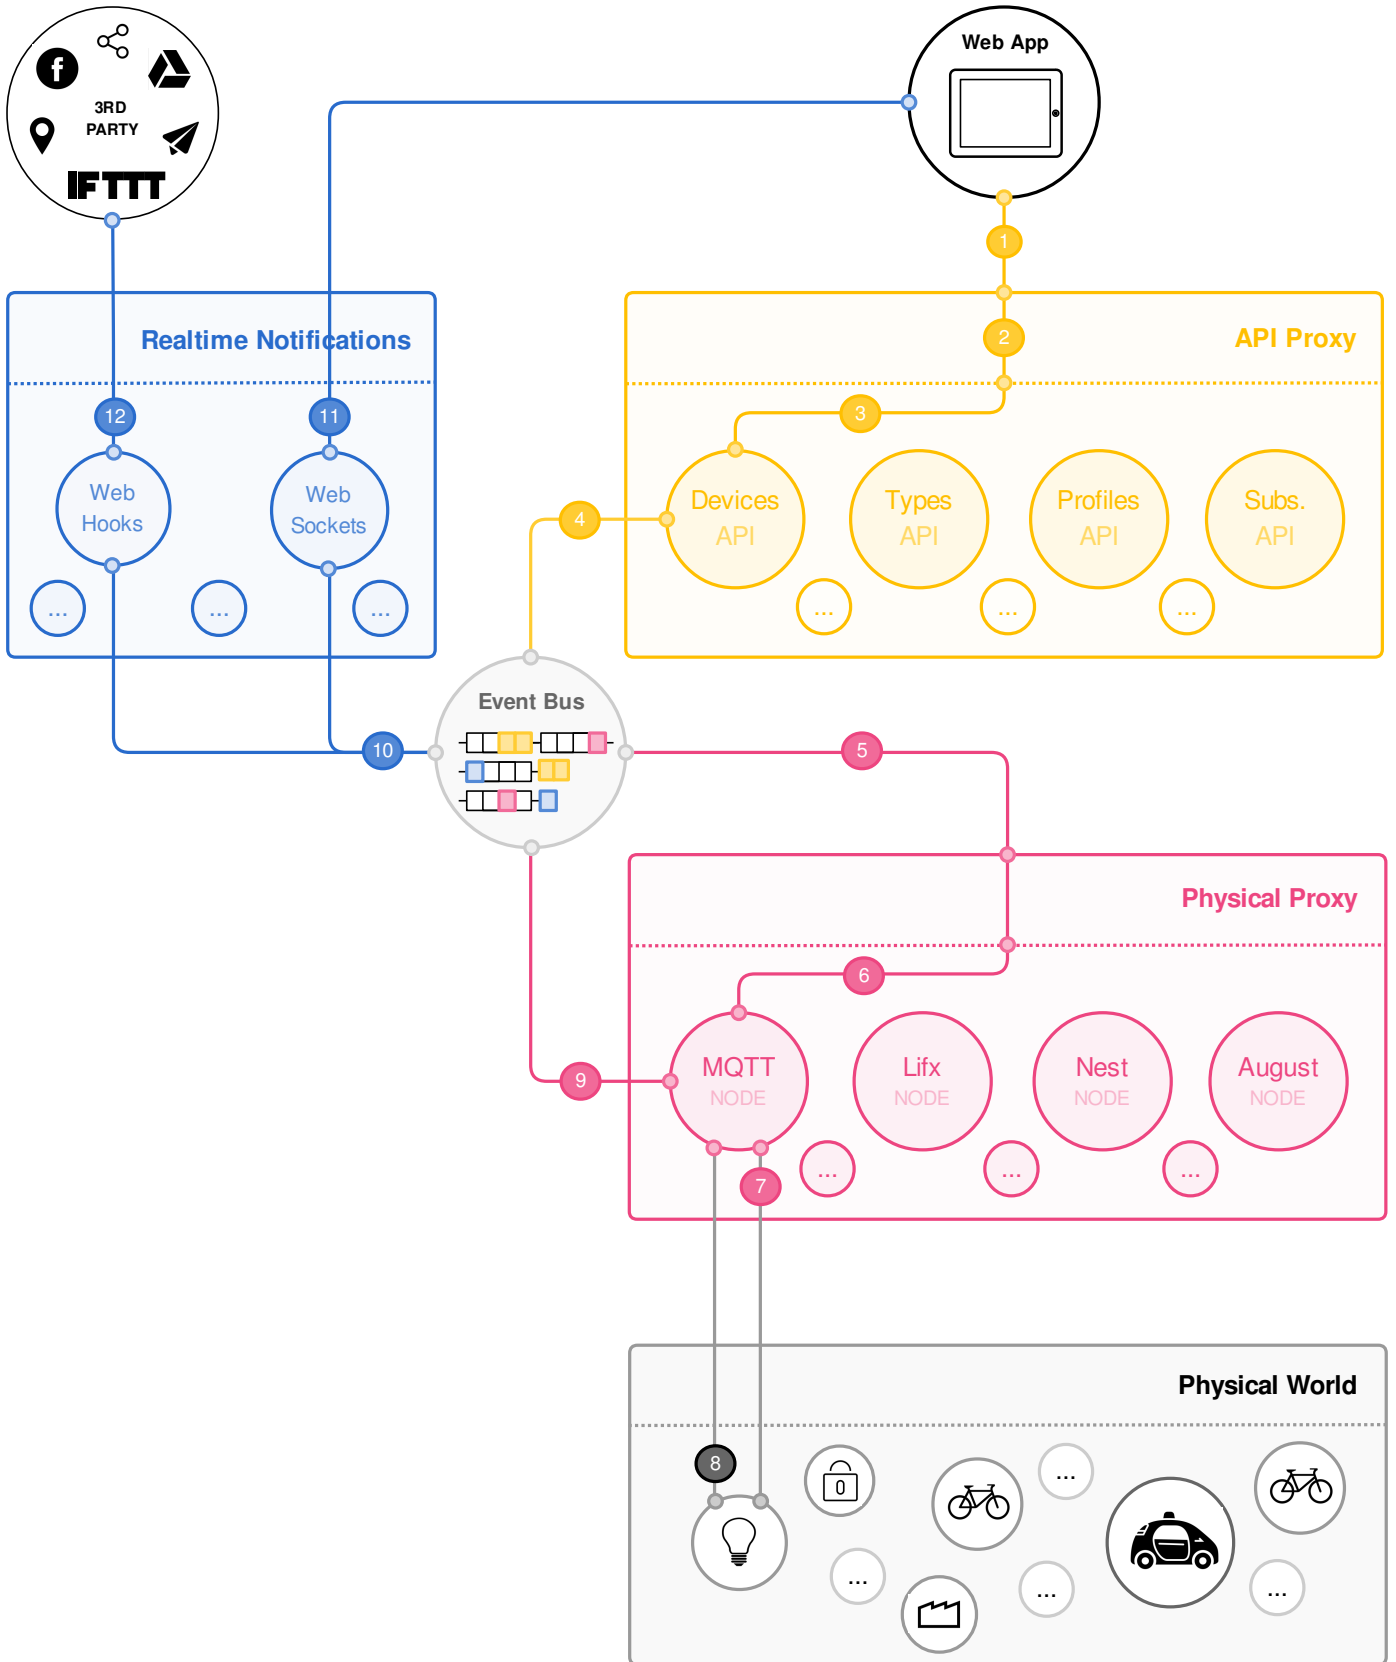 3RD
PARTY
IFTTT
Web App
1
Realtime Notifications
API Proxy
2
12
11
3
Web
Hooks
Web
Sockets
4
Devices
API
Types
API
Profiles
API
Subs.
API
...
...
...
...
...
...
Event Bus
10
5
Physical Proxy
6
9
MQTT
NODE
Lifx
NODE
Nest
NODE
August
NODE
7
...
...
...
Physical World
8
...
...
...
...